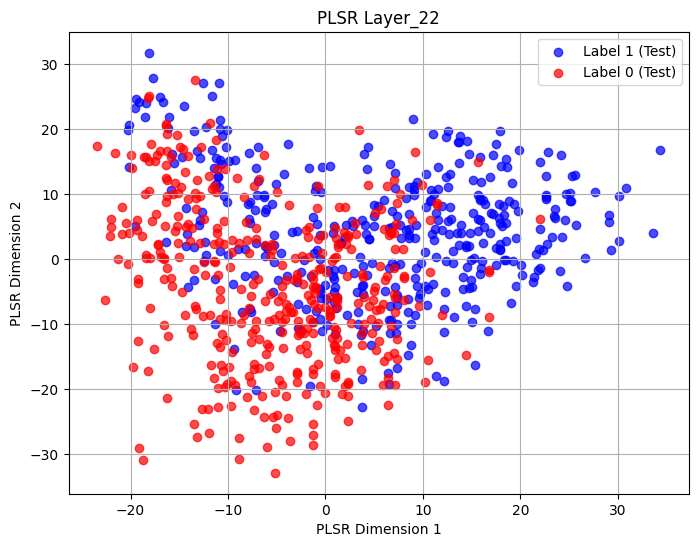 PLSR Layer_22
Label 1 (Test)
Label 0 (Test)
PLSR Dimension 2
30
20
10
0
−10
−20
−30
−20
−10
0
10
20
30
PLSR Dimension 1